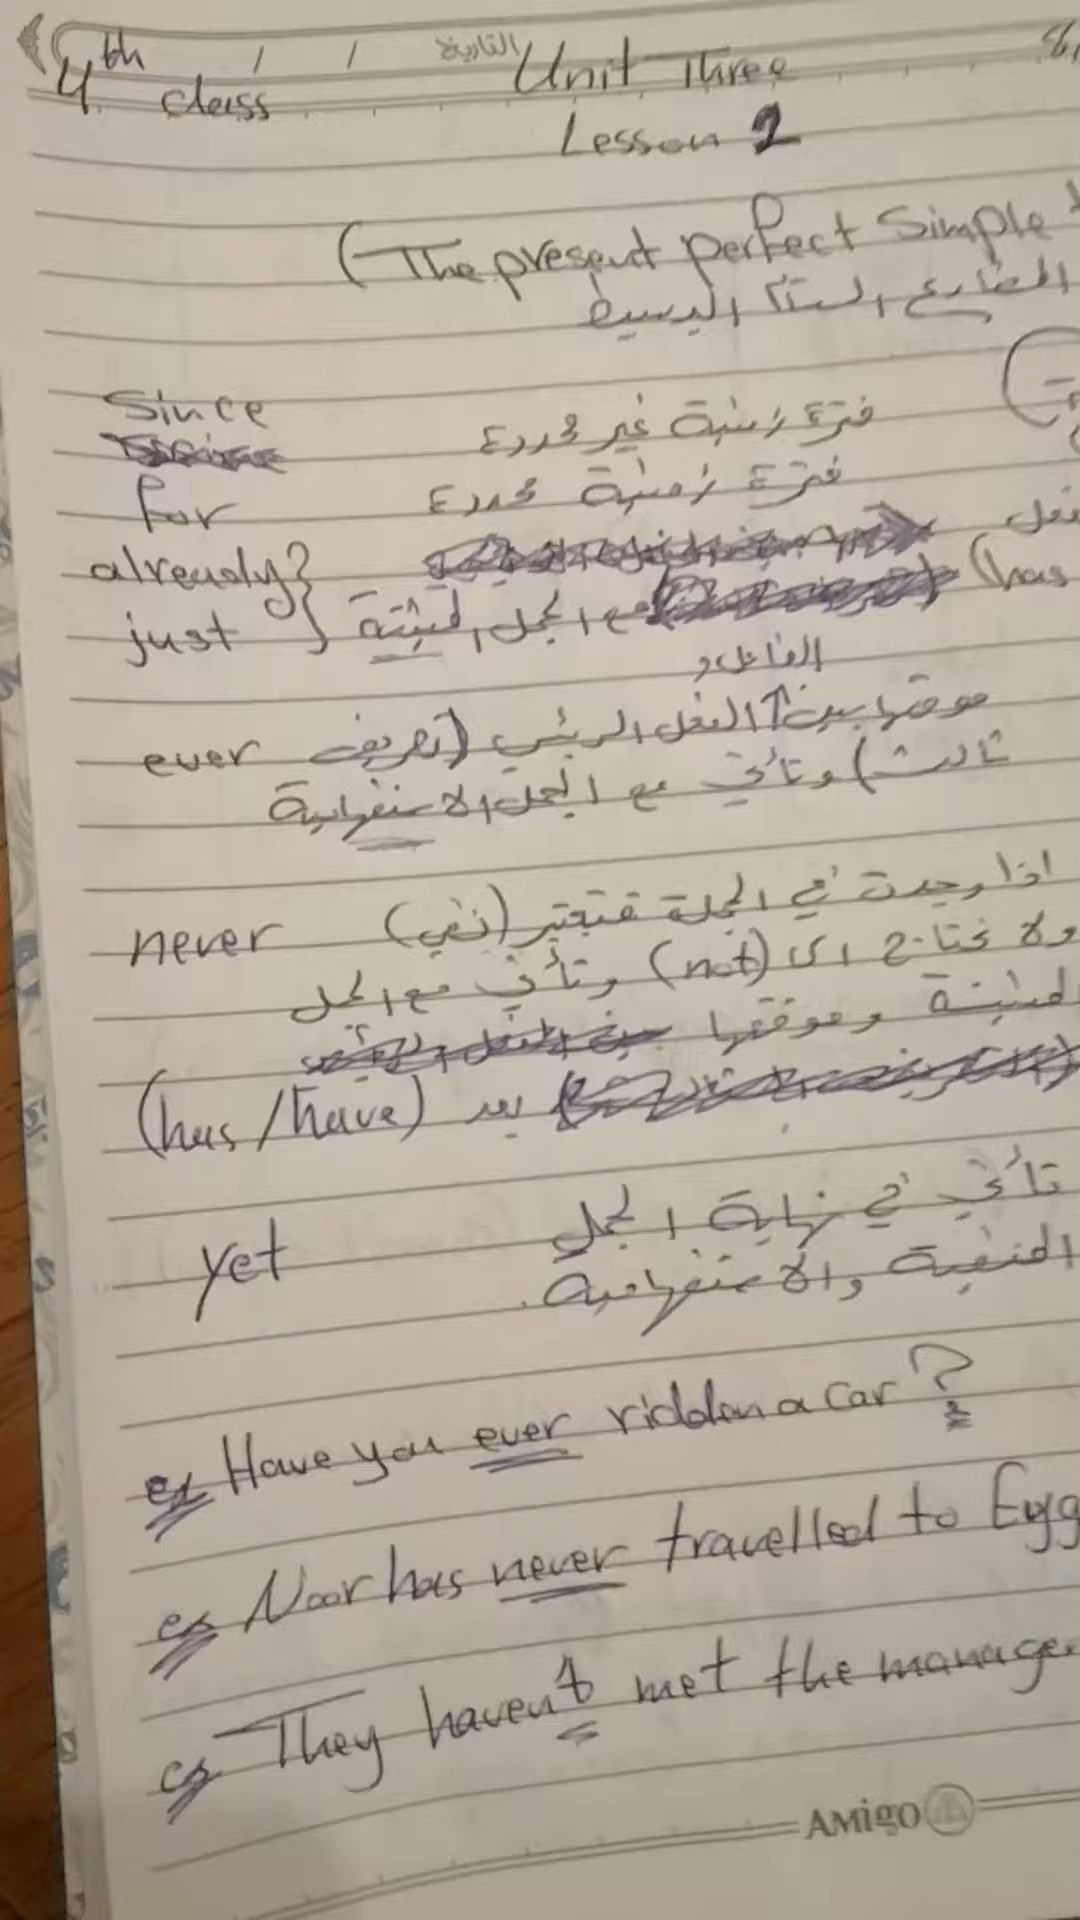 4th class
التاريخ
Unit Three
Lesson 2
(The present perfect Simple
المضارع التام البسيط
Since فترة زمنية غير محددة
for فترة زمنية محددة
already } فعل
just } مع الجمل المثبتة (has
الفاعل و
ever موقعها بين الفعل الرئيسي (تصريف
ثالث) وتأتي مع الجمل الاستفهامية
never اذا وجدت في الجملة فتعتبر (نفي)
ولا نحتاج الى (not) وتأتي مع الجمل
المثبتة وموقعها
بعد (has/have)
yet تأتي في نهاية الجمل
المنفية والاستفهامية.
ex Have you ever ridden a car?
ex Noor has never travelled to
ex They haven't met the
AMigo